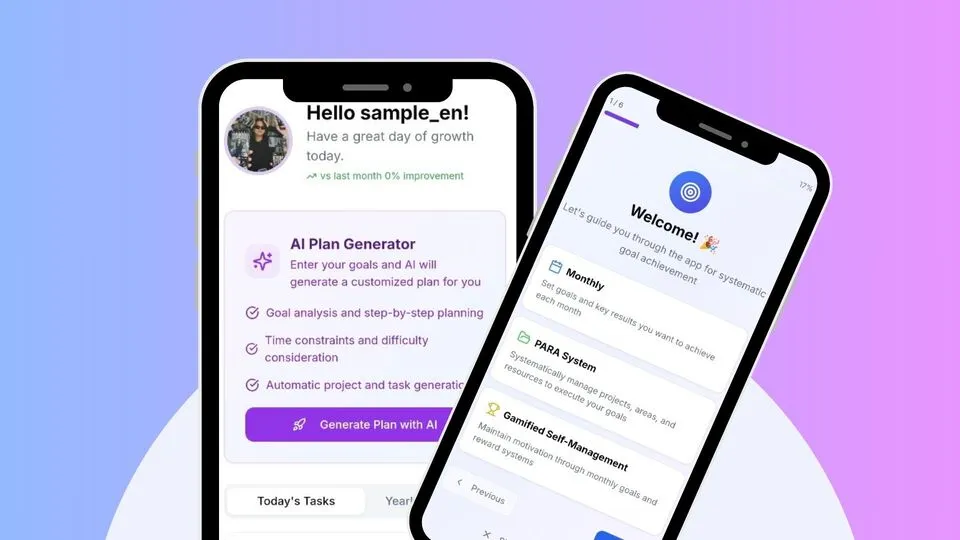 Hello sample_en!
Have a great day of growth
today.
vs last month 0% improvement
AI Plan Generator
Enter your goals and AI will
generate a customized plan for you
Goal analysis and step-by-step planning
Time constraints and difficulty
consideration
Automatic project and task
Generate Plan with AI
Today's Tasks
1 / 6
17%
Welcome! 🎉
Let's guide you through the app for systematic
goal achievement
Monthly
Set goals and key results you want to achieve
each month
PARA System
Systematically manage projects, areas, and
resources to execute your goals
Gamified Self-Management
Maintain motivation through monthly goals and
reward systems
Previous